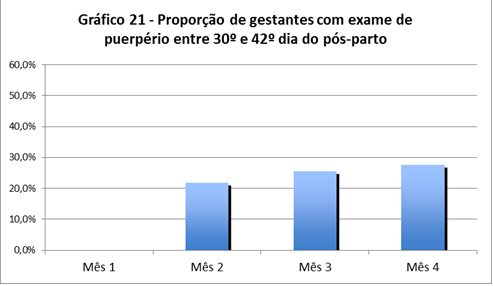 Gráfico 21 - Proporção de gestantes com exame de
puerpério entre 30º e 42º dia do pós-parto
60,0%
50,0%
40,0%
30,0%
20,0%
10,0%
0,0%
Mês 1 Mês 2 Mês 3 Mês 4